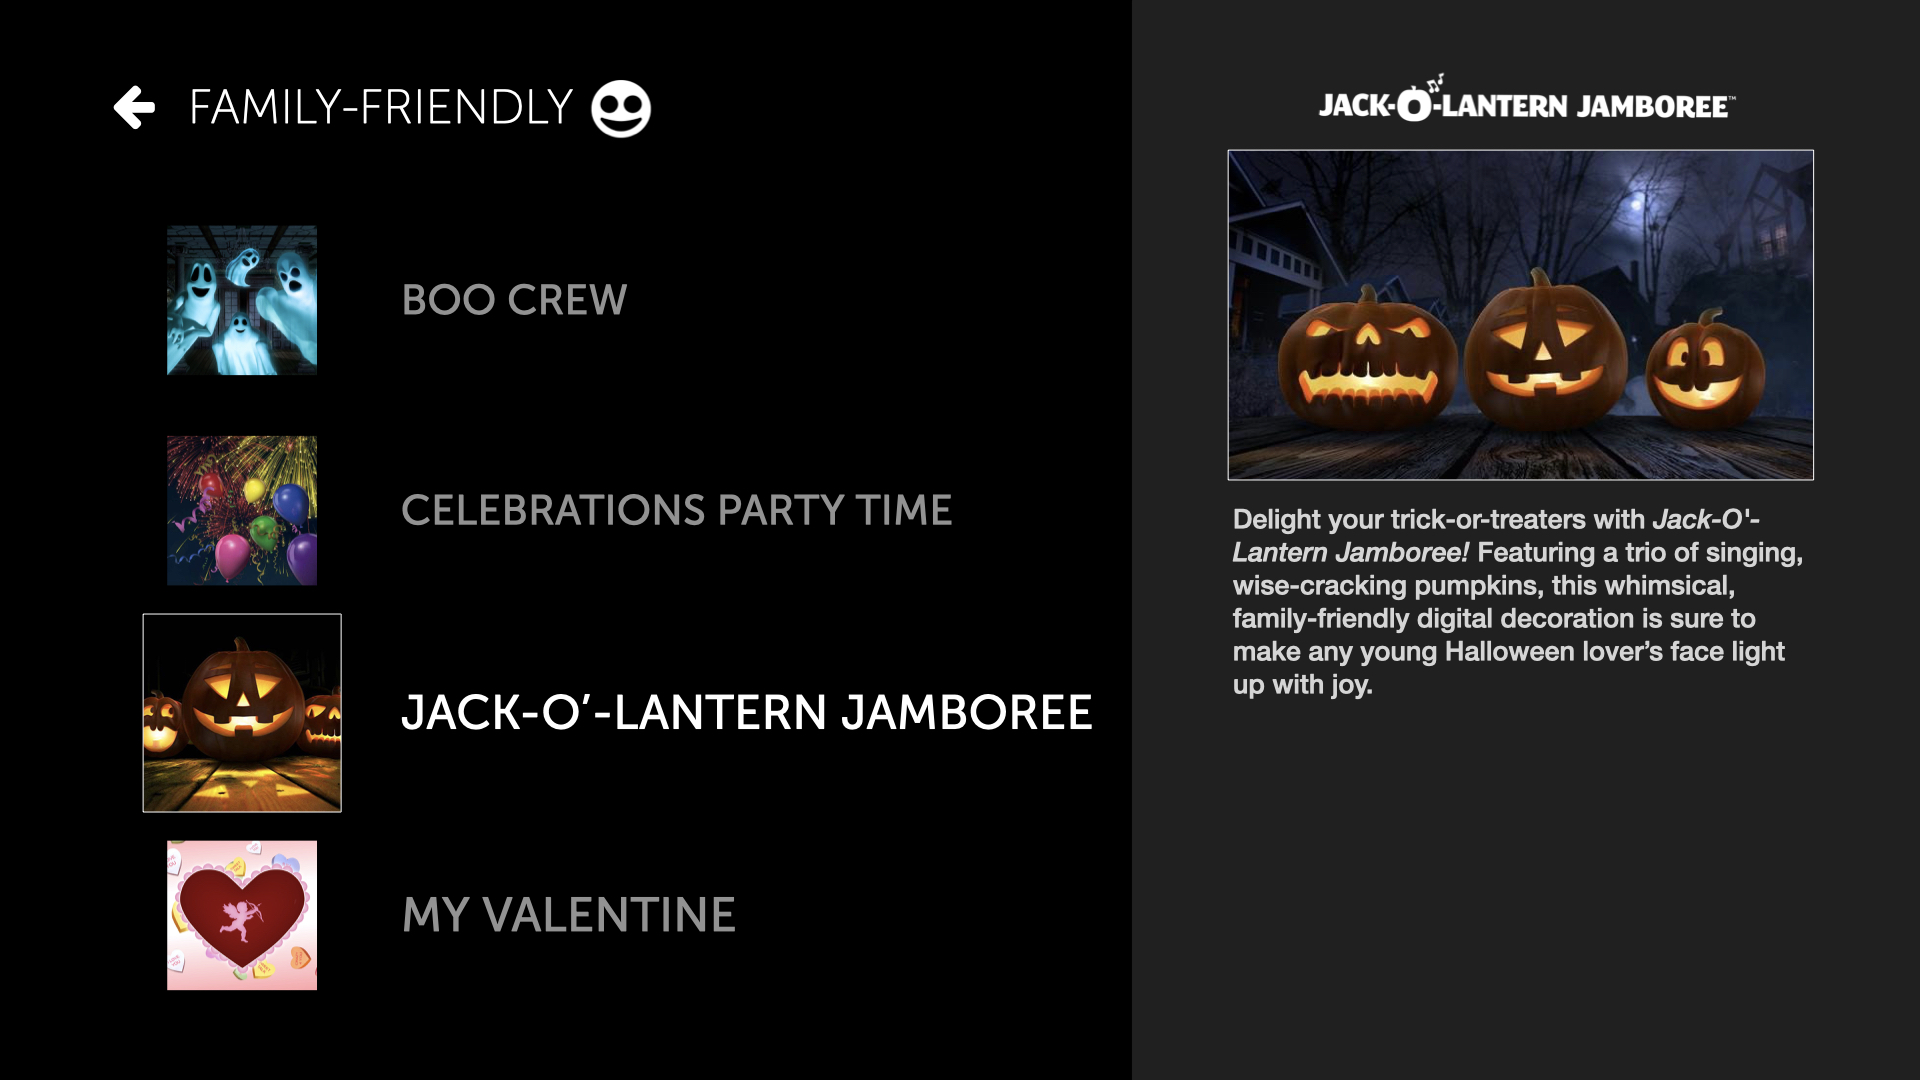 FAMILY-FRIENDLY
BOO CREW
CELEBRATIONS PARTY TIME
JACK-O’-LANTERN JAMBOREE
MY VALENTINE
JACK-O-LANTERN JAMBOREE™
Delight your trick-or-treaters with Jack-O'-
Lantern Jamboree! Featuring a trio of singing,
wise-cracking pumpkins, this whimsical,
family-friendly digital decoration is sure to
make any young Halloween lover’s face light
up with joy.